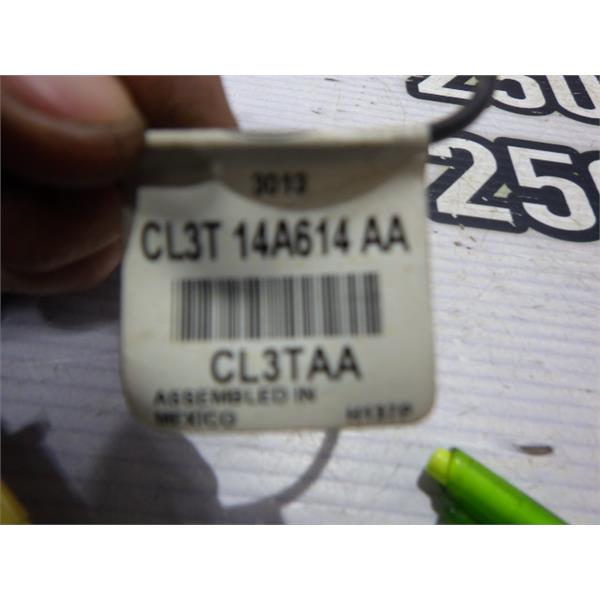 250
250
3013
CL3T 14A614 AA
CL3TAA
ASSEMBLED IN
MEXICO